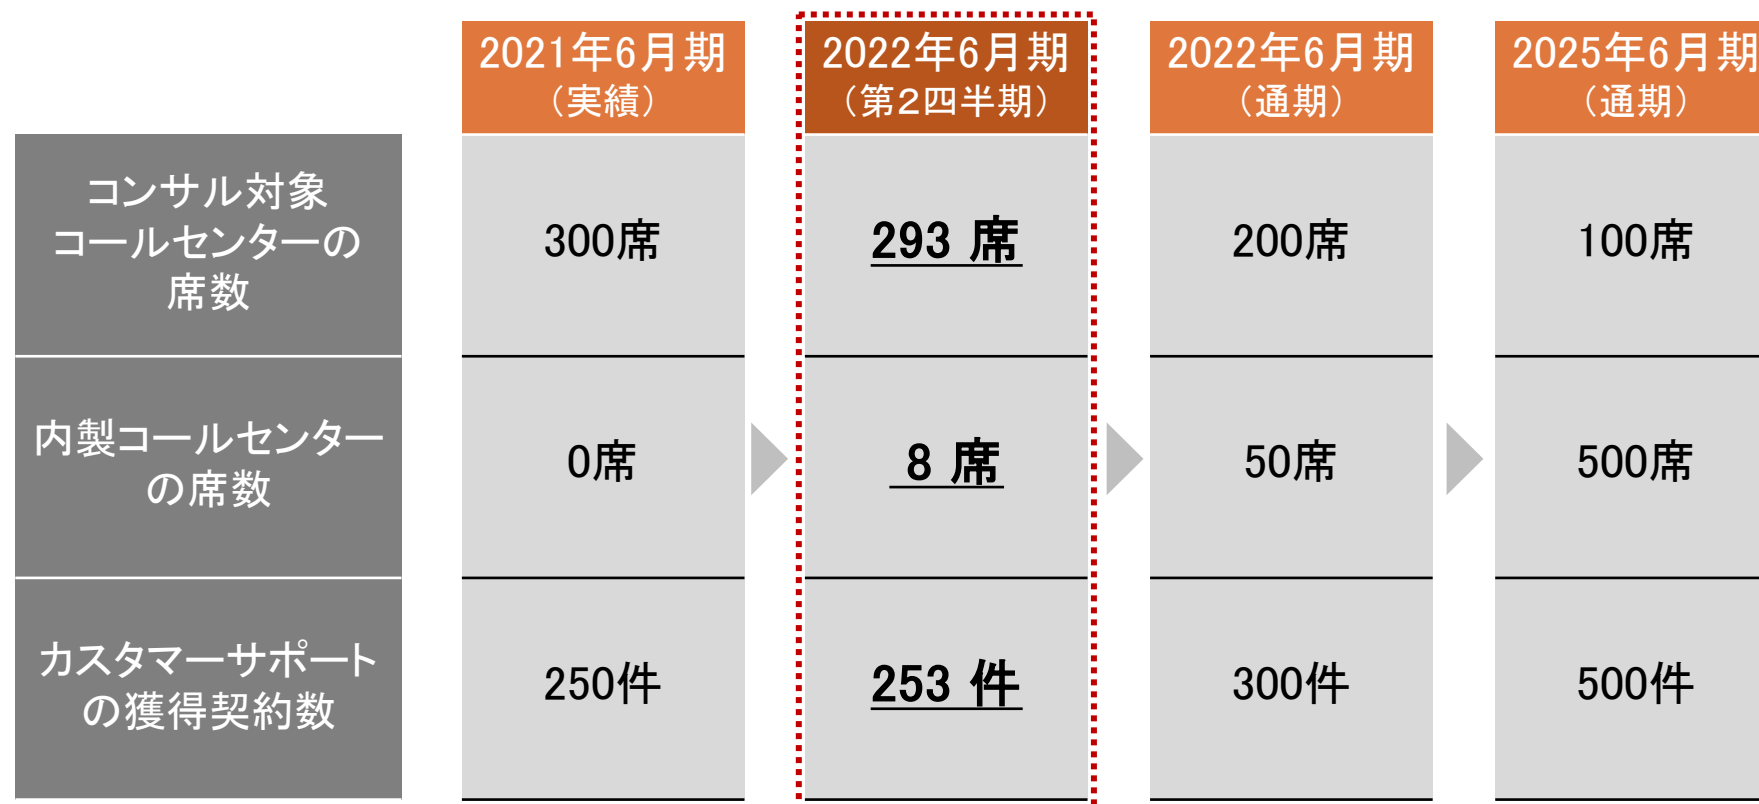 2021年6月期
（実績）
2022年6月期
（第２四半期）
2022年6月期
（通期）
2025年6月期
（通期）
コンサル対象
コールセンターの
席数
300席
293 席
200席
100席
内製コールセンター
の席数
0席
8 席
50席
500席
カスタマーサポート
の獲得契約数
250件
253 件
300件
500件